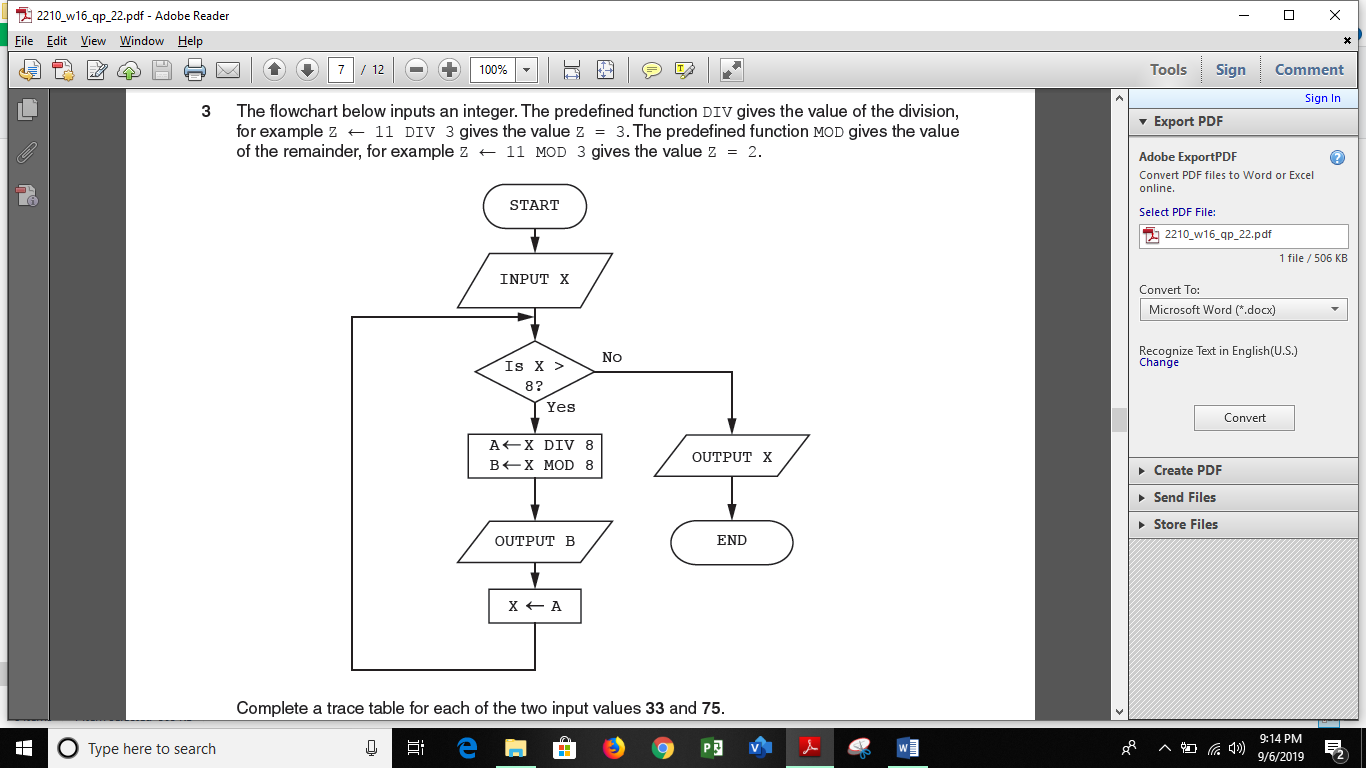 2210_w16_qp_22.pdf - Adobe Reader
File Edit View Window Help
7 / 12 100% Tools Sign Comment
Sign In
3 The flowchart below inputs an integer. The predefined function DIV gives the value of the division,
for example Z ← 11 DIV 3 gives the value Z = 3. The predefined function MOD gives the value
of the remainder, for example Z ← 11 MOD 3 gives the value Z = 2.
START
INPUT X
Is X >
8?
No
Yes
A←X DIV 8
B←X MOD 8
OUTPUT X
OUTPUT B
END
X ← A
Complete a trace table for each of the two input values 33 and 75.
Export PDF
Adobe ExportPDF
Convert PDF files to Word or Excel
online.
Select PDF File:
2210_w16_qp_22.pdf
1 file / 506 KB
Convert To:
Microsoft Word (*.docx)
Recognize Text in English(U.S.)
Change
Convert
Create PDF
Send Files
Store Files
Type here to search
9:14 PM
9/6/2019
2